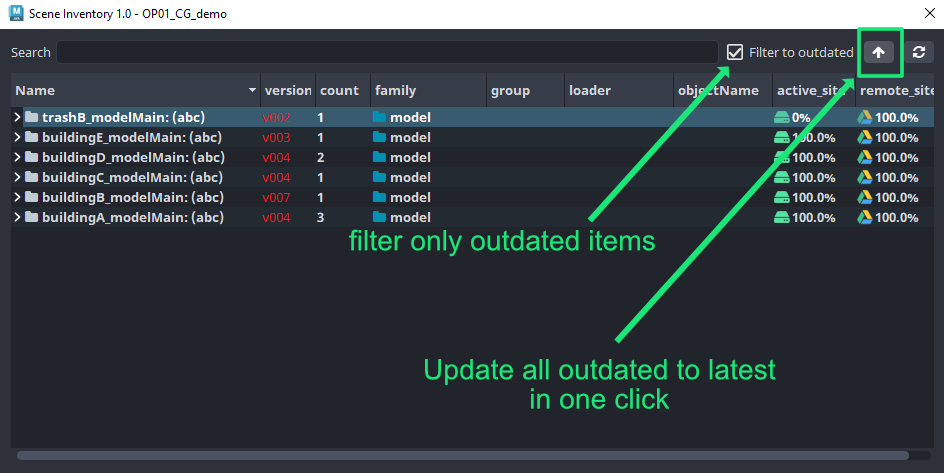 Scene Inventory 1.0 - OP01_CG_demo
Search
Filter to outdated
Name version count family group loader objectName active_site remote_site
trashB_modelMain: (abc) v002 1 model 0% 100.0%
buildingE_modelMain: (abc) v003 1 model 100.0% 100.0%
buildingD_modelMain: (abc) v004 2 model 100.0% 100.0%
buildingC_modelMain: (abc) v004 1 model 100.0% 100.0%
buildingB_modelMain: (abc) v007 1 model 100.0% 100.0%
buildingA_modelMain: (abc) v004 3 model 100.0% 100.0%
filter only outdated items
Update all outdated to latest
in one click